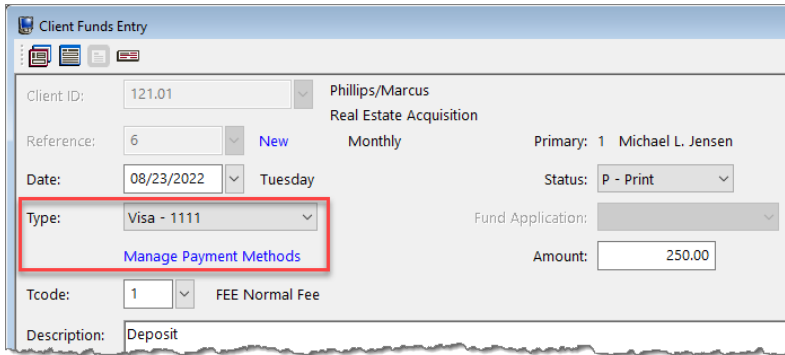 Client Funds Entry
Client ID: 121.01 Phillips/Marcus
Real Estate Acquisition
Reference: 6 New Monthly Primary: 1 Michael L. Jensen
Date: 08/23/2022 Tuesday Status: P - Print
Type: Visa - 1111 Fund Application:
Manage Payment Methods Amount: 250.00
Tcode: 1 FEE Normal Fee
Description: Deposit